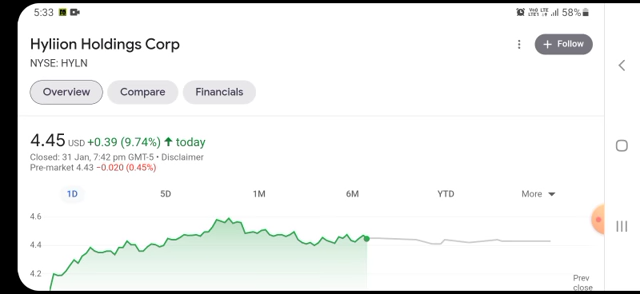 5:33
58%
Hyliion Holdings Corp
NYSE: HYLN
+ Follow
Overview
Compare
Financials
4.45 USD +0.39 (9.74%) ↑ today
Closed: 31 Jan, 7:42 pm GMT-5 • Disclaimer
Pre-market 4.43 −0.020 (0.45%)
1D
5D
1M
6M
YTD
More
4.6
4.4
4.2
Prev
close